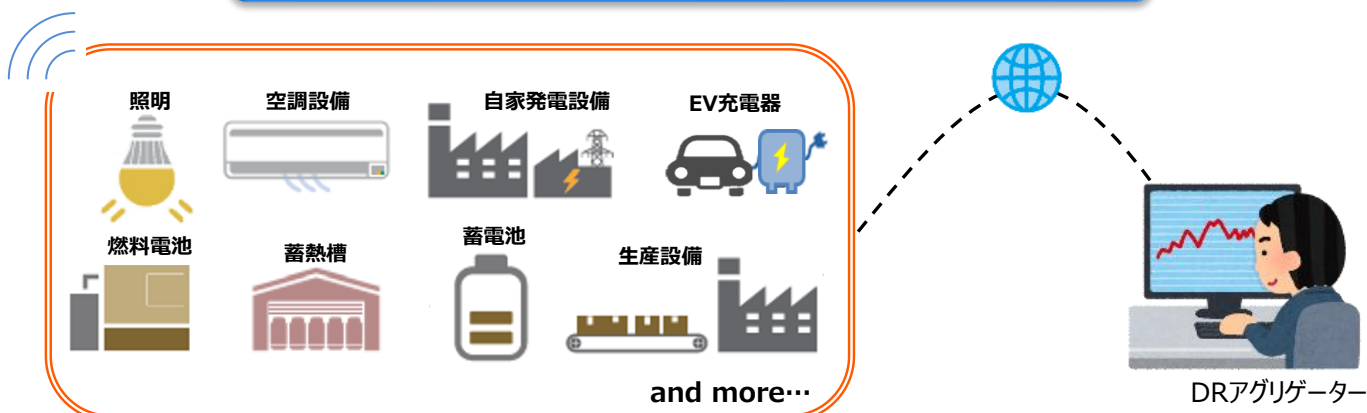 照明
空調設備
自家発電設備
EV充電器
燃料電池
蓄熱槽
蓄電池
生産設備
and more…
DRアグリゲーター